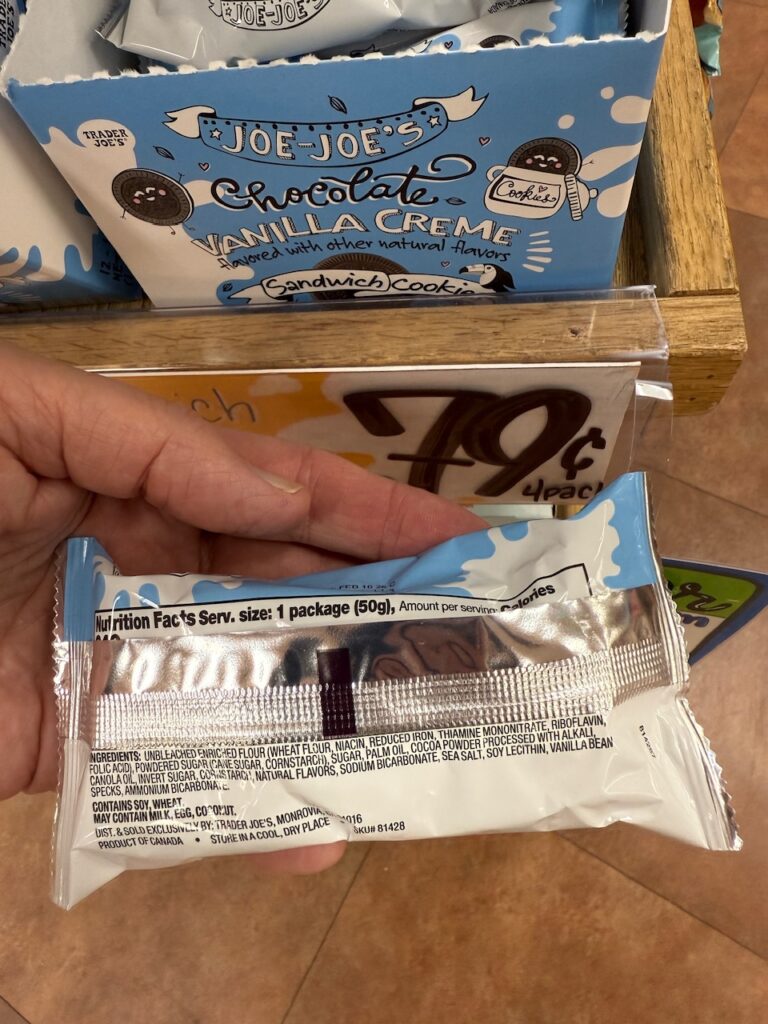 JOE-JOE'S
TRADER JOE'S
JOE-JOE'S
Chocolate
Cookies
VANILLA CREME
flavored with other natural flavors
Sandwich Cookie
79¢
4pack
Nutrition Facts Serv. size: 1 package (50g), Amount per serving: Calories
INGREDIENTS: UNBLEACHED ENRICHED FLOUR (WHEAT FLOUR, NIACIN, REDUCED IRON, THIAMINE MONONITRATE, RIBOFLAVIN,
FOLIC ACID), POWDERED SUGAR (CANE SUGAR, CORNSTARCH), SUGAR, PALM OIL, COCOA POWDER PROCESSED WITH ALKALI,
CANOLA OIL, INVERT SUGAR, CORNSTARCH, NATURAL FLAVORS, SODIUM BICARBONATE, SEA SALT, SOY LECITHIN, VANILLA BEAN
SPECKS, AMMONIUM BICARBONATE.
CONTAINS SOY, WHEAT.
MAY CONTAIN MILK, EGG, COCONUT.
DIST. & SOLD EXCLUSIVELY BY: TRADER JOE'S, MONROVIA, 91016
PRODUCT OF CANADA • STORE IN A COOL, DRY PLACE SKU# 81428